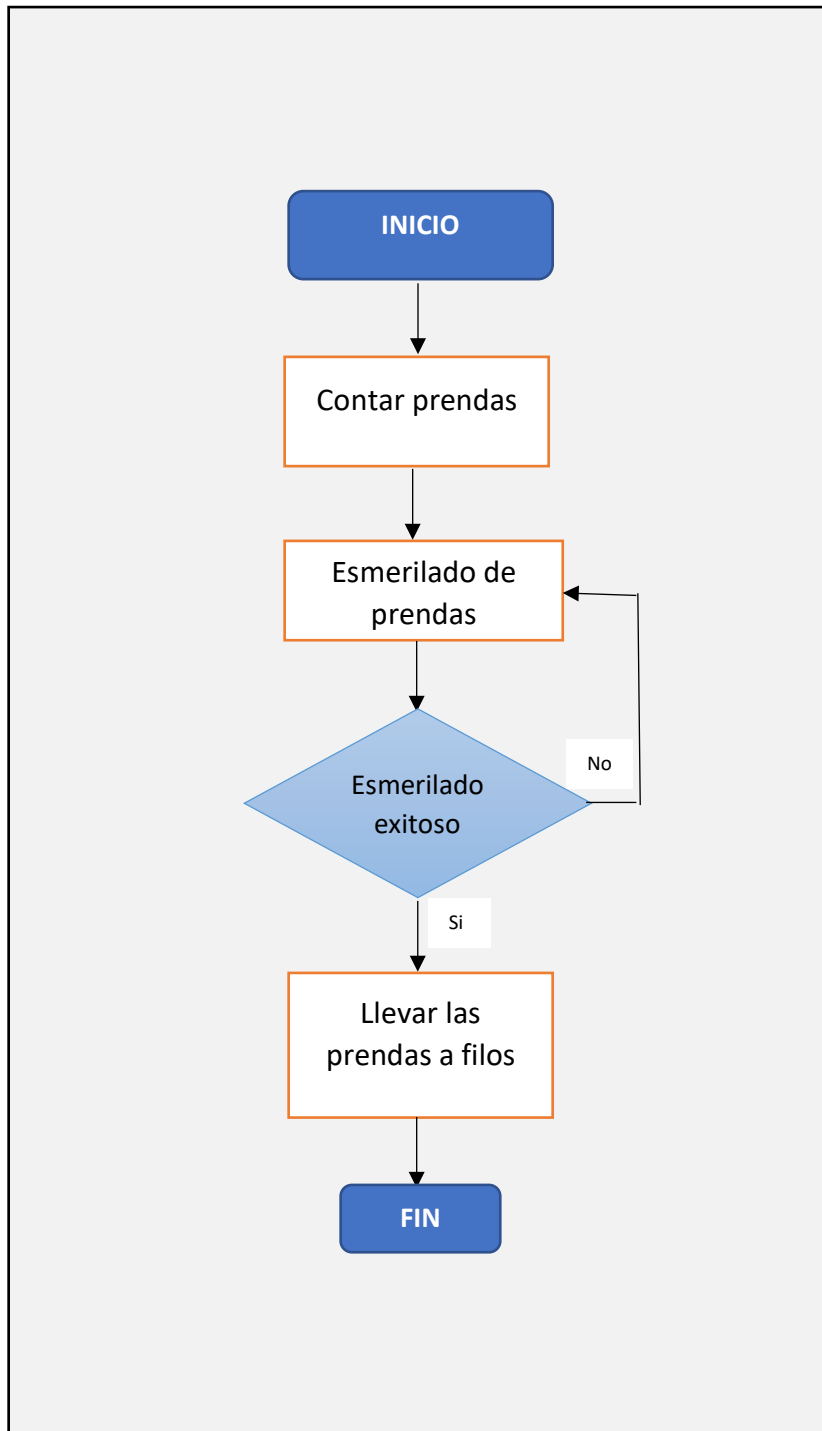 INICIO
Contar prendas
Esmerilado de
prendas
Esmerilado
exitoso
No
Si
Llevar las
prendas a filos
FIN